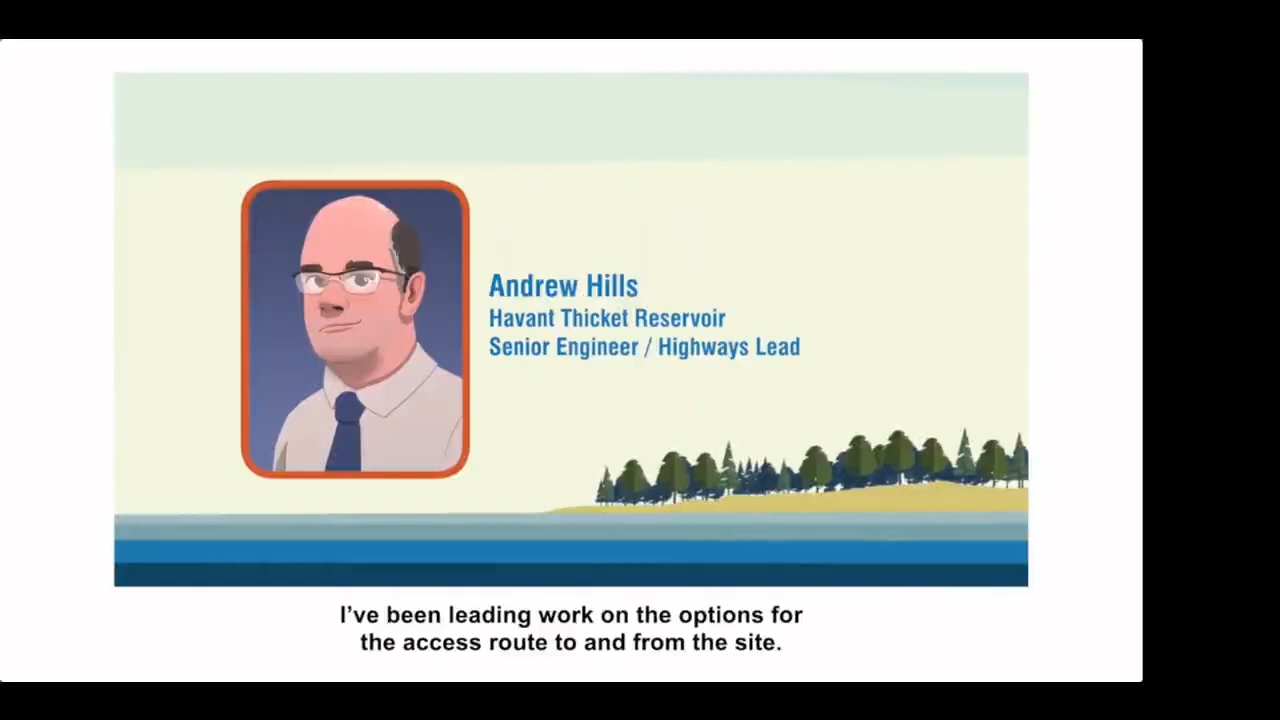 Andrew Hills
Havant Thicket Reservoir
Senior Engineer / Highways Lead
I’ve been leading work on the options for
the access route to and from the site.